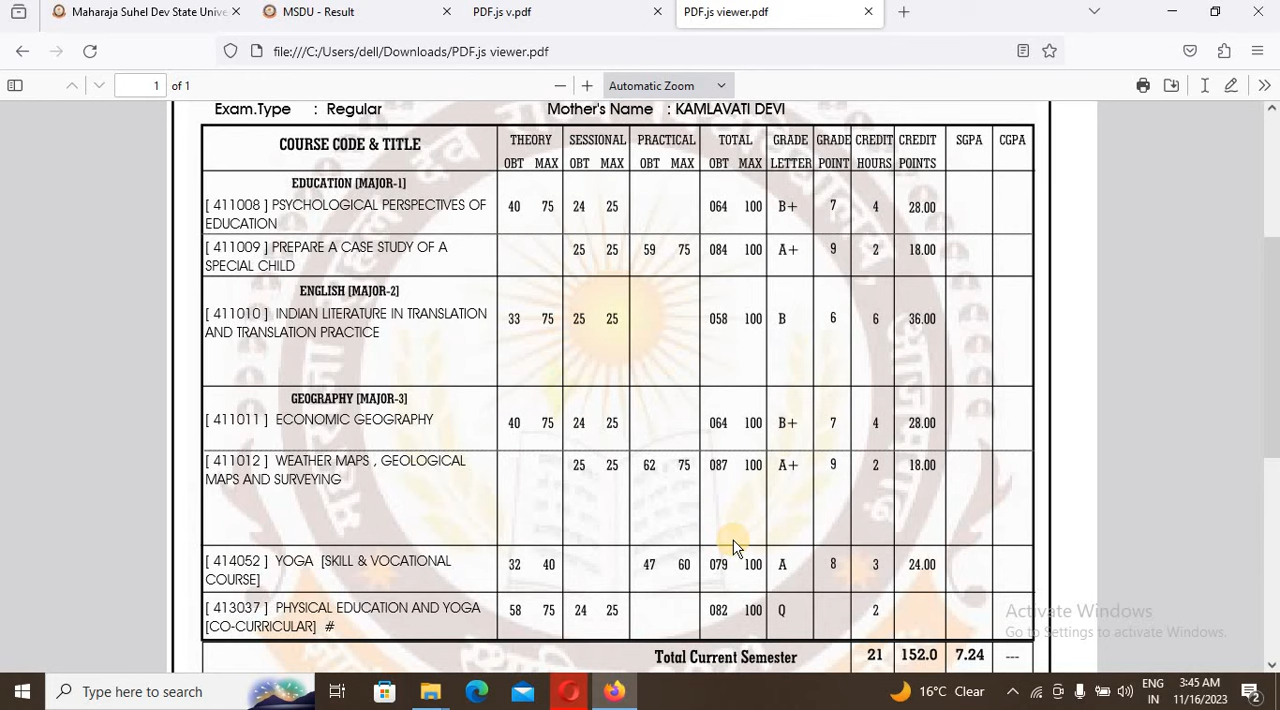 Maharaja Suhel Dev State Unive
MSDU - Result
PDF.js v.pdf
PDF.js viewer.pdf
file:///C:/Users/dell/Downloads/PDF.js viewer.pdf
1 of 1
Automatic Zoom
Exam.Type : Regular Mother's Name : KAMLAVATI DEVI
COURSE CODE & TITLE THEORY SESSIONAL PRACTICAL TOTAL GRADE GRADE CREDIT CREDIT SGPA CGPA
OBT MAX OBT MAX OBT MAX OBT MAX LETTER POINT HOURS POINTS
EDUCATION [MAJOR-1]
[ 411008 ] PSYCHOLOGICAL PERSPECTIVES OF 40 75 24 25 064 100 B+ 7 4 28.00
EDUCATION
[ 411009 ] PREPARE A CASE STUDY OF A 25 25 59 75 084 100 A+ 9 2 18.00
SPECIAL CHILD
ENGLISH [MAJOR-2]
[ 411010 ] INDIAN LITERATURE IN TRANSLATION 33 75 25 25 058 100 B 6 6 36.00
AND TRANSLATION PRACTICE
GEOGRAPHY [MAJOR-3]
[ 411011 ] ECONOMIC GEOGRAPHY 40 75 24 25 064 100 B+ 7 4 28.00
[ 411012 ] WEATHER MAPS , GEOLOGICAL 25 25 62 75 087 100 A+ 9 2 18.00
MAPS AND SURVEYING
[ 414052 ] YOGA [SKILL & VOCATIONAL 32 40 47 60 079 100 A 8 3 24.00
COURSE]
[ 413037 ] PHYSICAL EDUCATION AND YOGA 58 75 24 25 082 100 Q 2
[CO-CURRICULAR] #
Total Current Semester 21 152.0 7.24 ---
Activate Windows
Go to Settings to activate Windows.
Type here to search
16°C Clear
ENG 3:45 AM
IN 11/16/2023
2